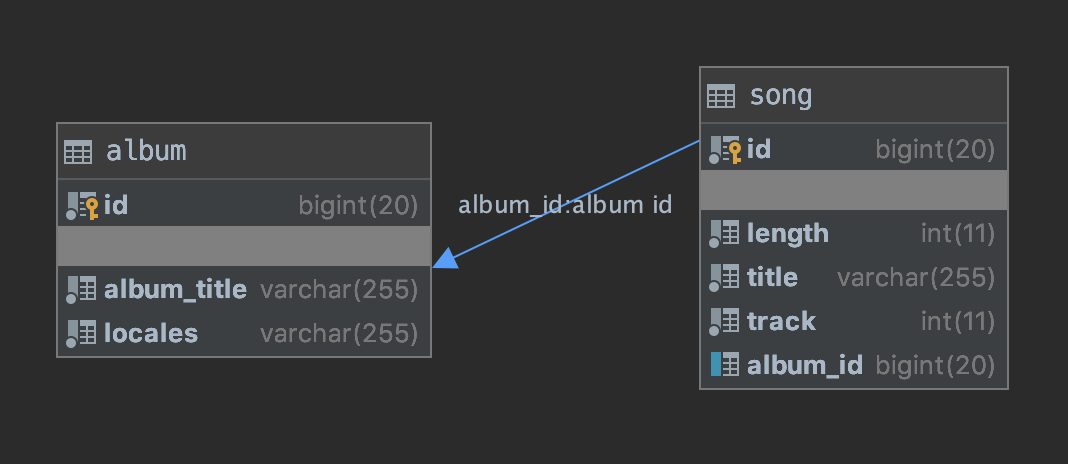 album
id bigint(20)
album_title varchar(255)
locales varchar(255)
album_id:album id
song
id bigint(20)
length int(11)
title varchar(255)
track int(11)
album_id bigint(20)